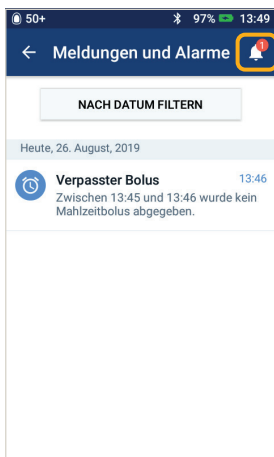 50+ 97% 13:49
Meldungen und Alarme 1
NACH DATUM FILTERN
Heute, 26. August, 2019
Verpasster Bolus 13:46
Zwischen 13:45 und 13:46 wurde kein
Mahlzeitbolus abgegeben.